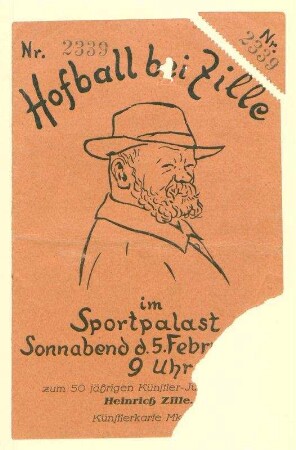 Nr. 2339
Nr.
2339
Hofball bei Zille
im
Sportpalast
Sonnabend d. 5. Febr
9 Uhr
zum 50 jährigen Künstler-Ju
Heinrich Zille.
Künstlerkarte Mk